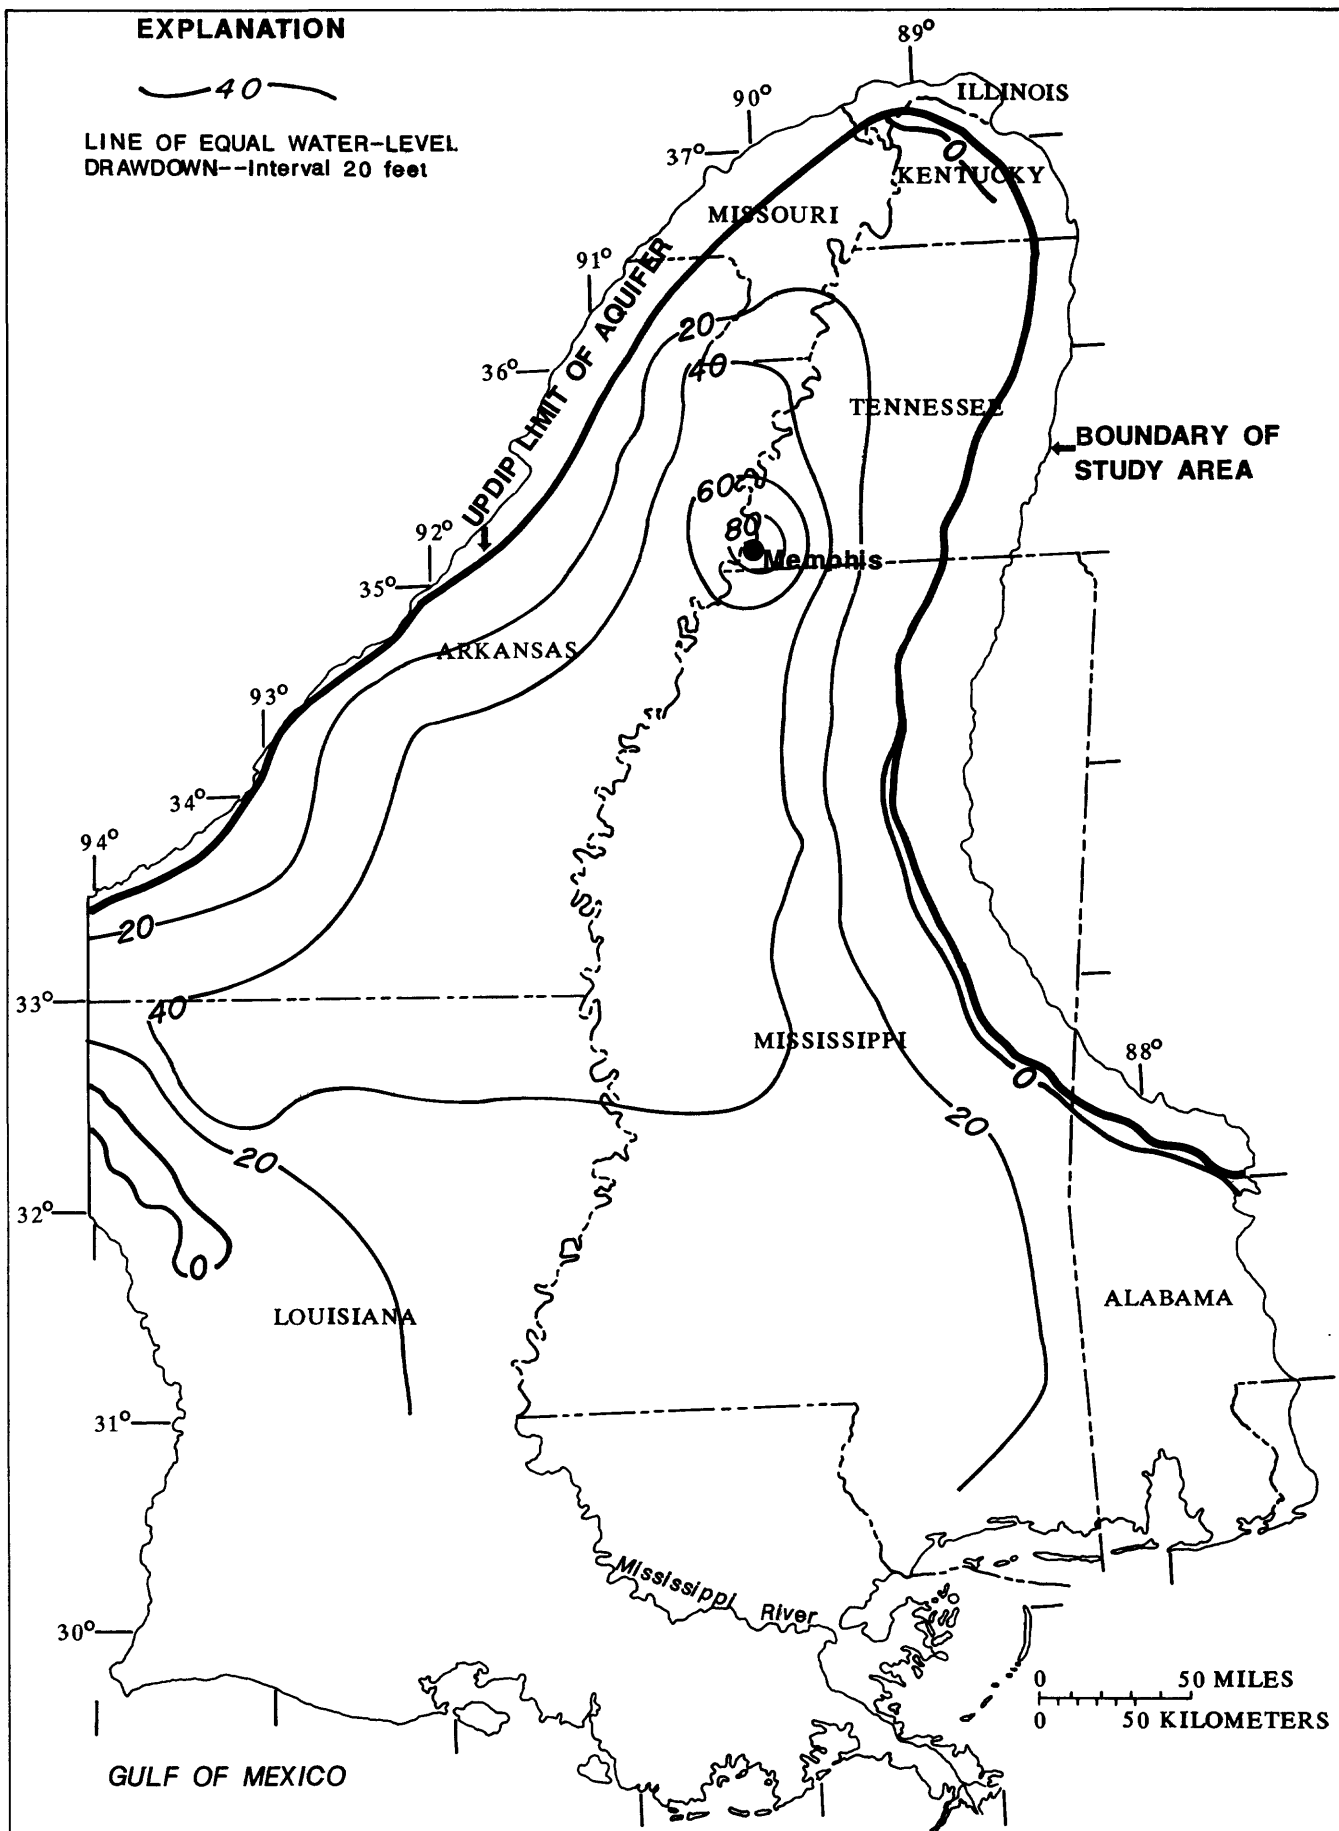 EXPLANATION
40
LINE OF EQUAL WATER-LEVEL
DRAWDOWN--Interval 20 feet
89°
ILLINOIS
90°
37°
0
KENTUCKY
MISSOURI
91°
UPDIP LIMIT OF AQUIFER
20
36°
40
TENNESSEE
BOUNDARY OF
STUDY AREA
60
80
92°
Memphis
35°
ARKANSAS
93°
34°
94°
20
33°
40
MISSISSIPPI
88°
0
20
20
32°
0
LOUISIANA
ALABAMA
31°
Mississippi River
30°
0 50 MILES
0 50 KILOMETERS
GULF OF MEXICO